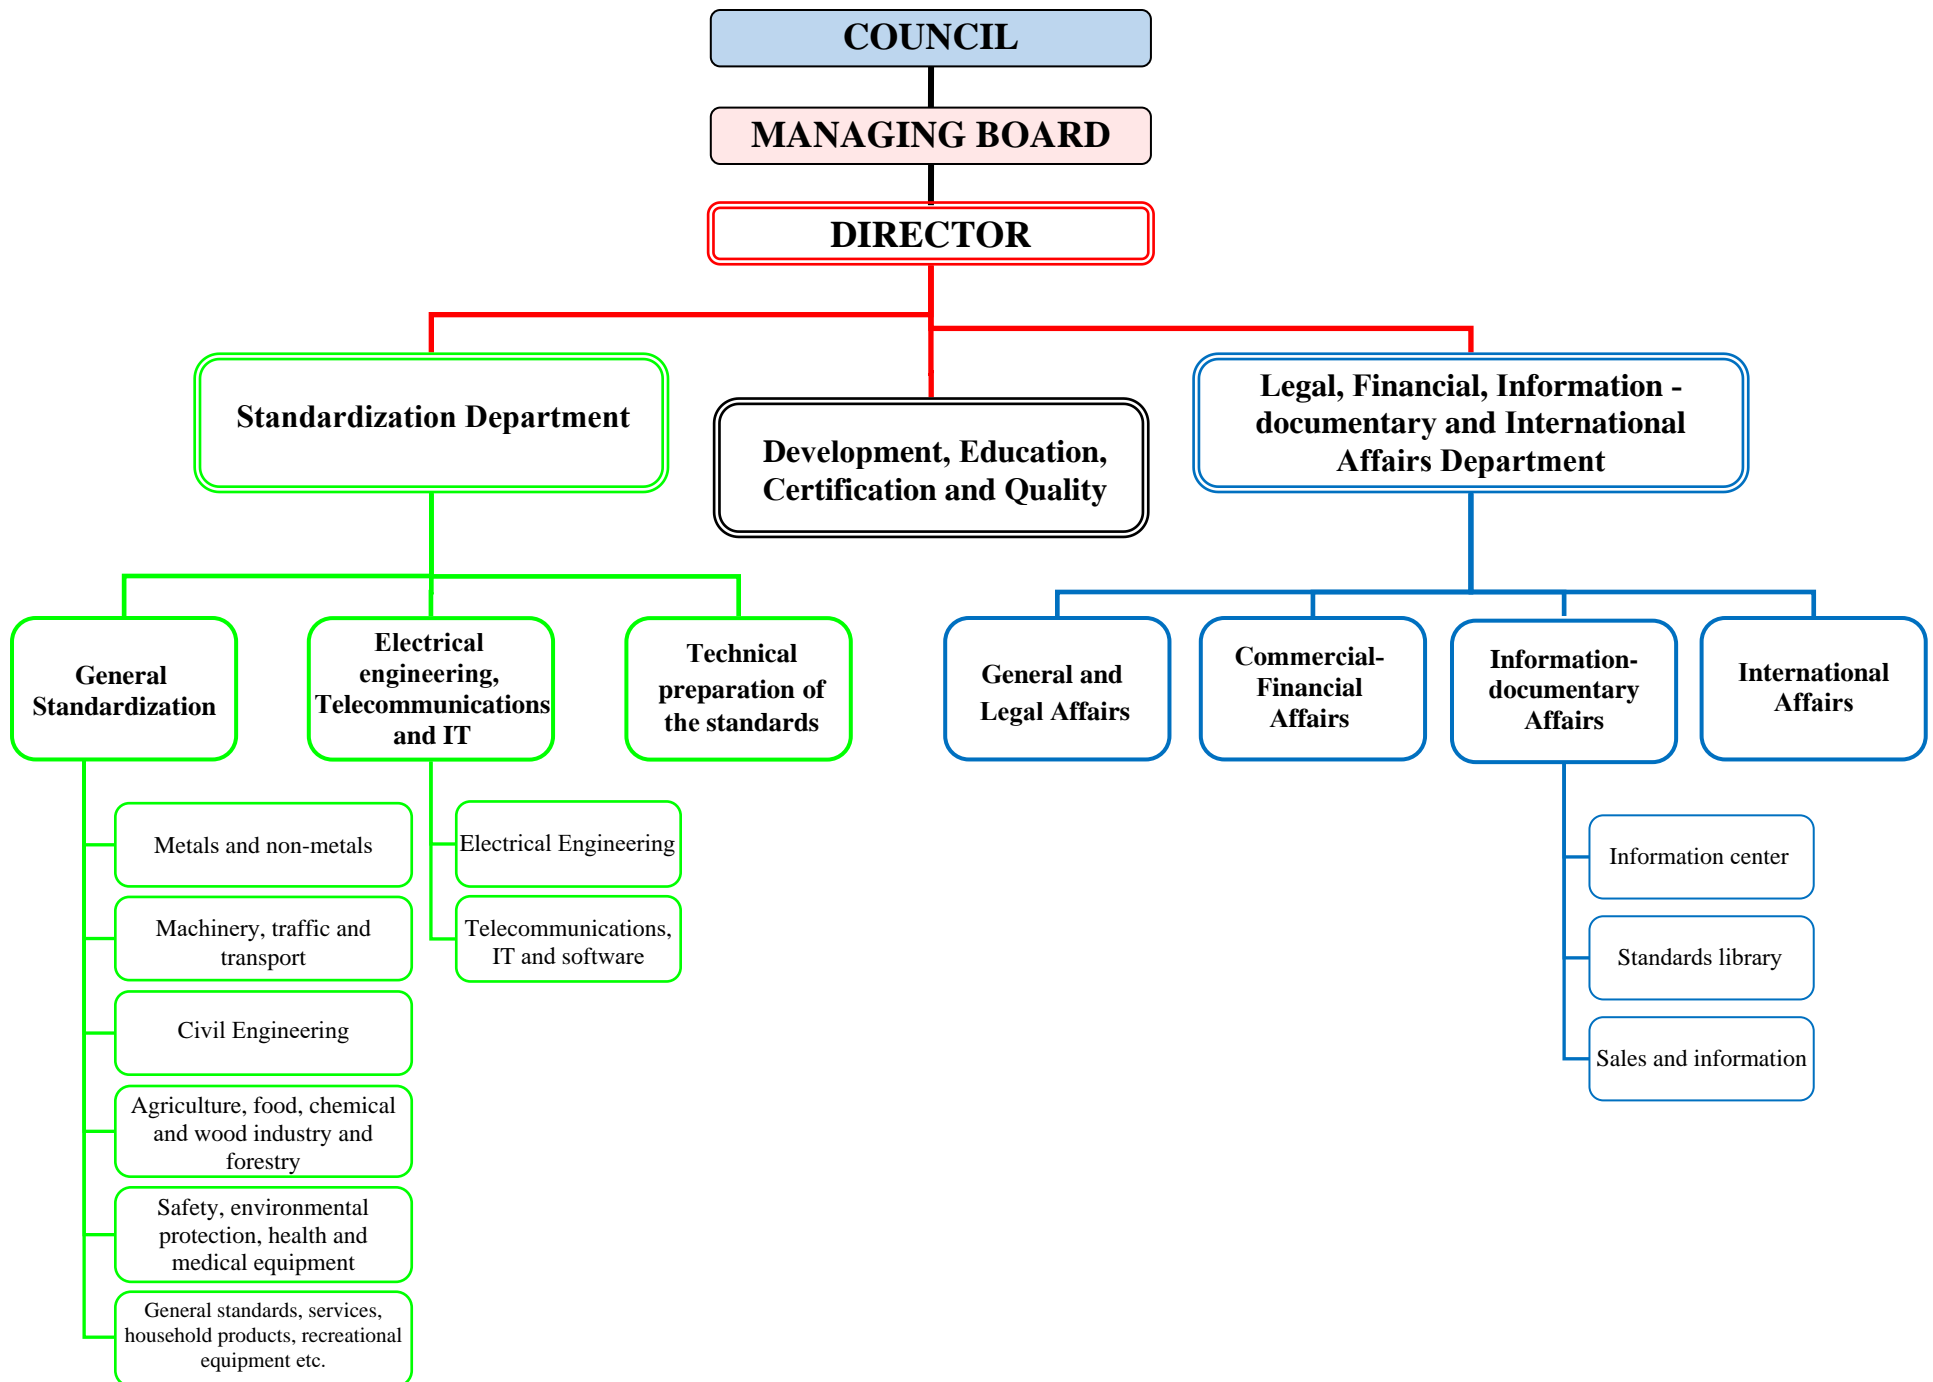 COUNCIL
MANAGING BOARD
DIRECTOR
Standardization Department
Development, Education,
Certification and Quality
Legal, Financial, Information -
documentary and International
Affairs Department
General
Standardization
Electrical
engineering,
Telecommunications
and IT
Technical
preparation of
the standards
General and
Legal Affairs
Commercial-
Financial
Affairs
Information-
documentary
Affairs
International
Affairs
Metals and non-metals
Machinery, traffic and
transport
Civil Engineering
Agriculture, food, chemical
and wood industry and
forestry
Safety, environmental
protection, health and
medical equipment
General standards, services,
household products, recreational
equipment etc.
Electrical Engineering
Telecommunications,
IT and software
Information center
Standards library
Sales and information